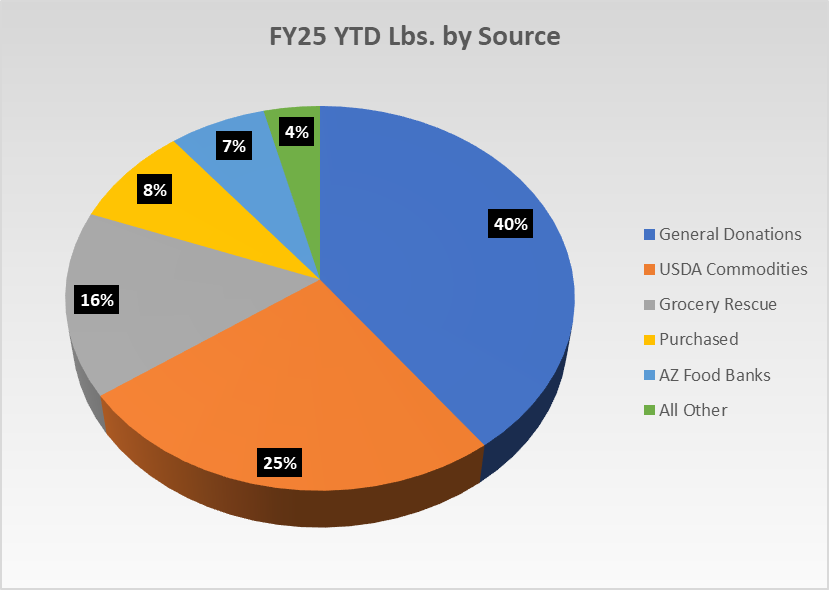 FY25 YTD Lbs. by Source
4%
7%
8%
40%
16%
25%
General Donations
USDA Commodities
Grocery Rescue
Purchased
AZ Food Banks
All Other